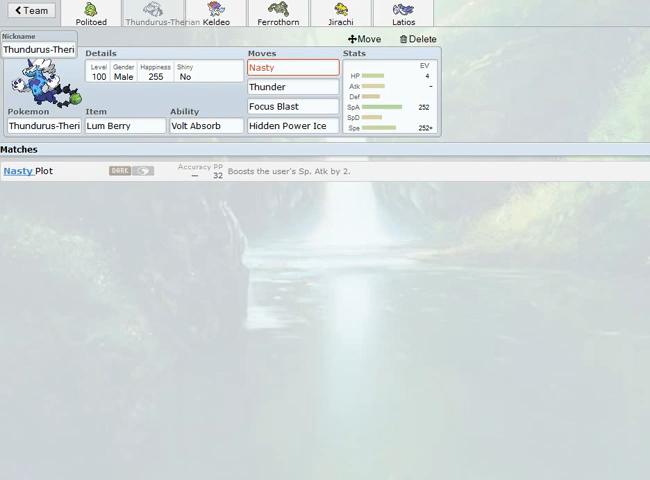 Team
Politoed
Thundurus-Therian
Keldeo
Ferrothorn
Jirachi
Latios
Move
Delete
Nickname
Thundurus-Theri
Details
Level
Gender
Happiness
Shiny
100
Male
255
No
Moves
Nasty
Thunder
Focus Blast
Hidden Power Ice
Stats
EV
HP
4
Atk
–
Def
SpA
252
SpD
Spe
252+
Pokemon
Item
Ability
Thundurus-Theri
Lum Berry
Volt Absorb
Matches
Nasty Plot
DARK
Accuracy
—
PP
32
Boosts the user's Sp. Atk by 2.